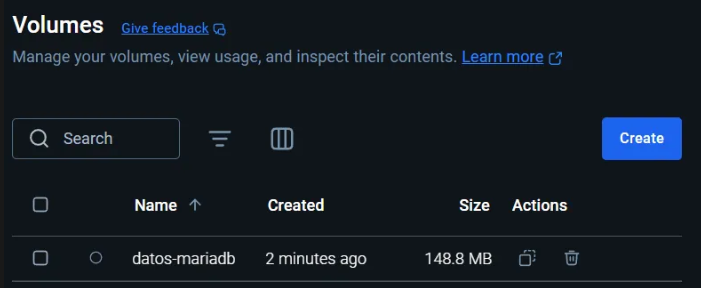 Volumes Give feedback
Manage your volumes, view usage, and inspect their contents. Learn more
Search Create
Name Created Size Actions
datos-mariadb 2 minutes ago 148.8 MB